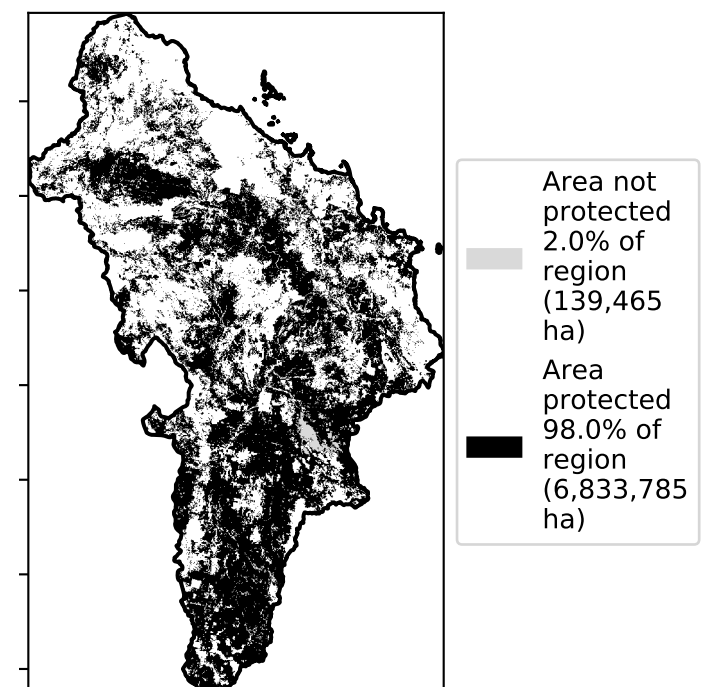 Area not
protected
2.0% of
region
(139,465
ha)
Area
protected
98.0% of
region
(6,833,785
ha)